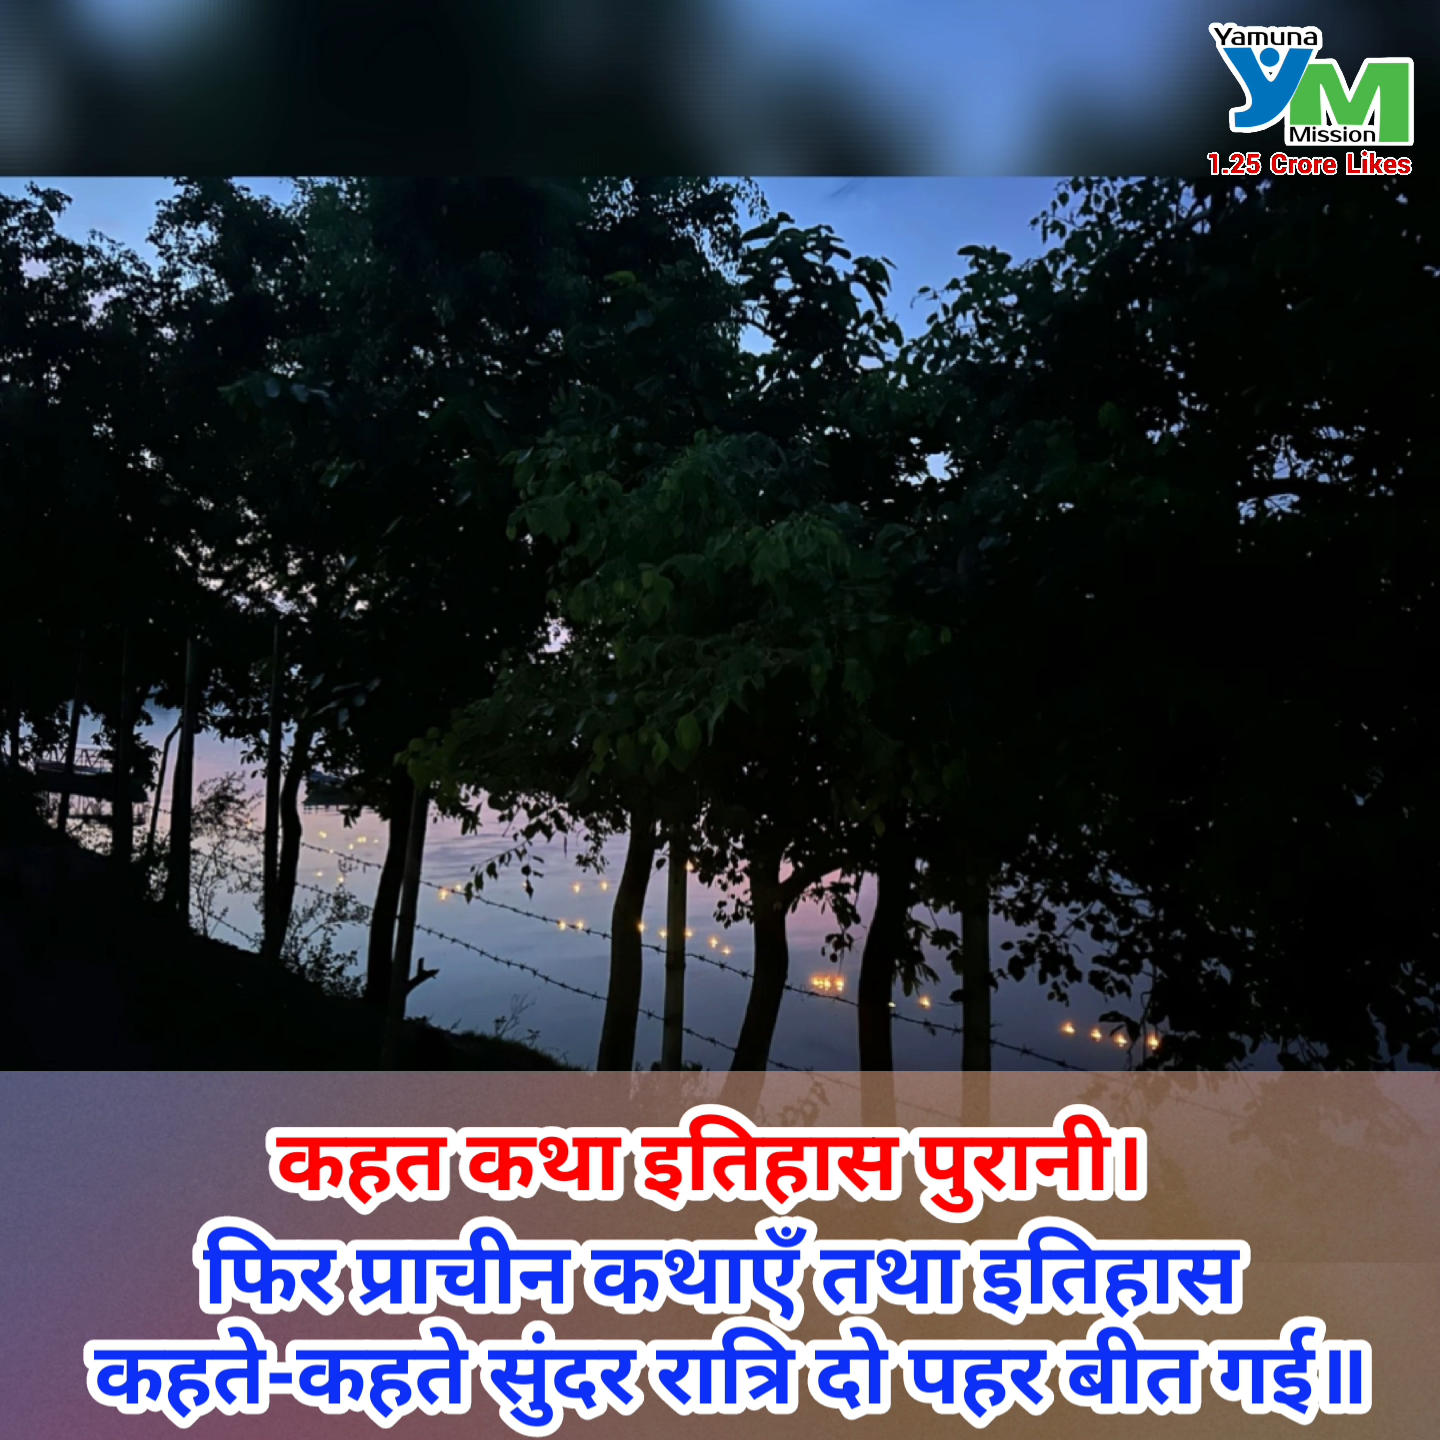 Yamuna
YM
Mission
1.25 Crore Likes
कहत कथा इतिहास पुरानी।
फिर प्राचीन कथाएँ तथा इतिहास
कहते-कहते सुंदर रात्रि दो पहर बीत गई॥